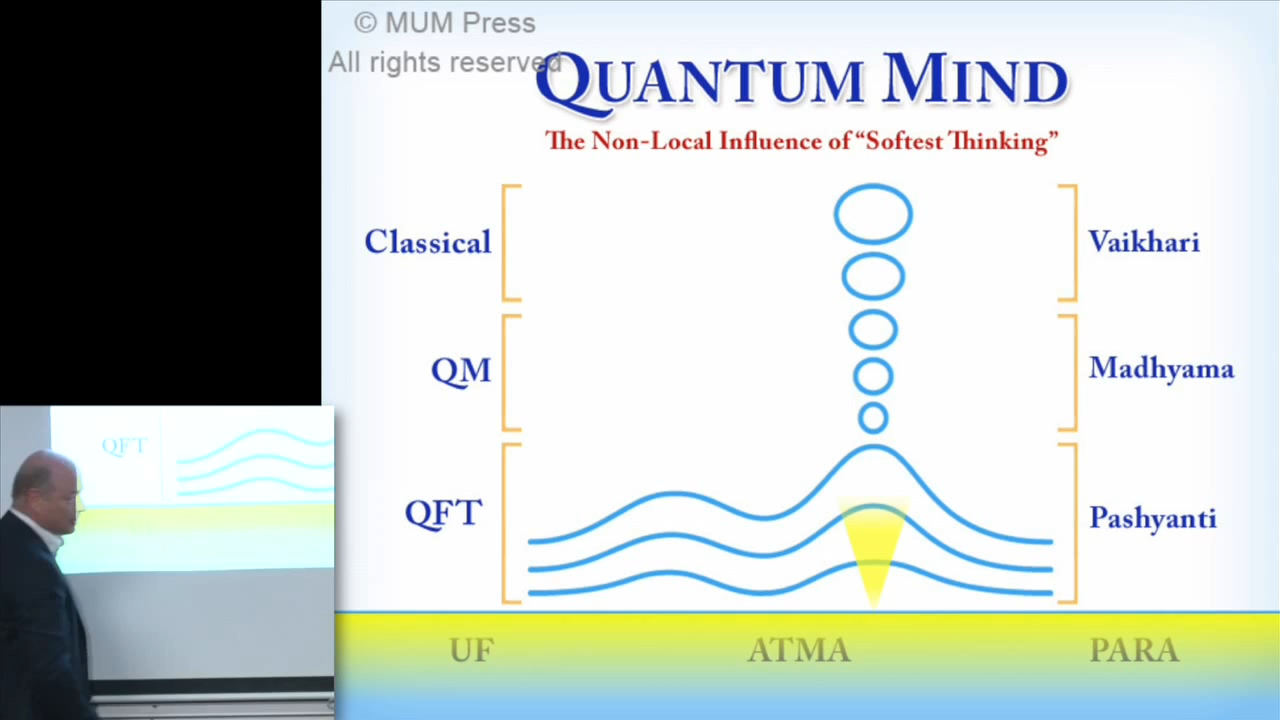 © MUM Press
All rights reserved
QUANTUM MIND
The Non-Local Influence of “Softest Thinking”
Classical
Vaikhari
QM
Madhyama
QFT
Pashyanti
UF
ATMA
PARA
QFT